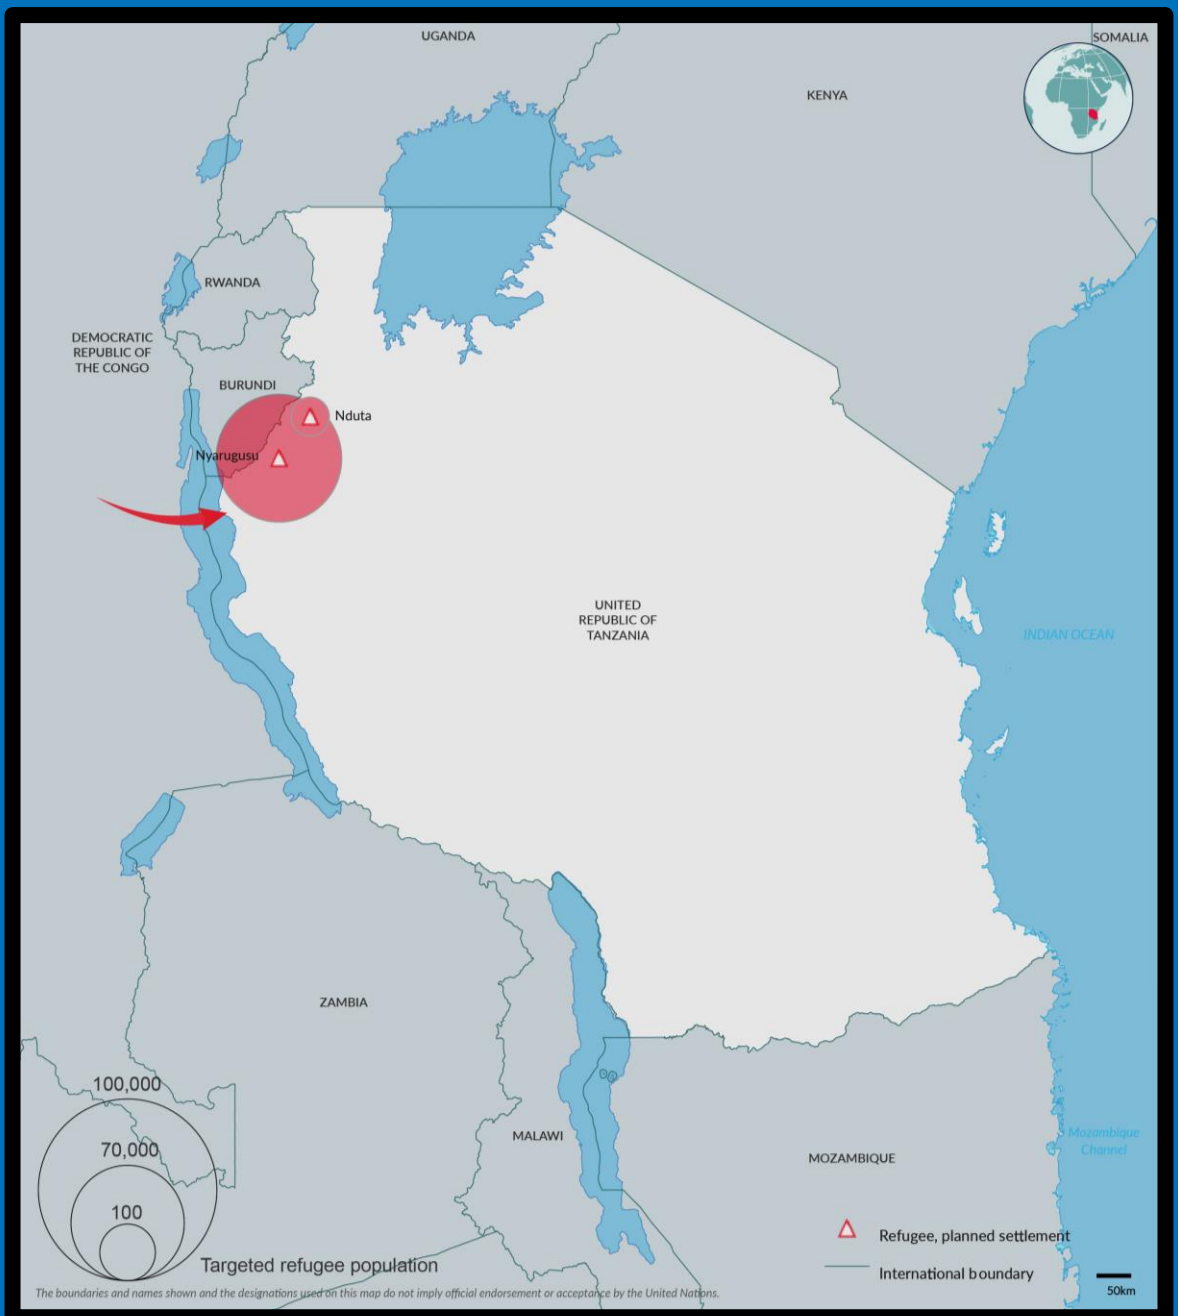 UGANDA
SOMALIA
KENYA
RWANDA
DEMOCRATIC
REPUBLIC OF
THE CONGO
BURUNDI
Nduta
Nyarugusu
UNITED
REPUBLIC OF
TANZANIA
INDIAN OCEAN
ZAMBIA
100,000
70,000
100
MALAWI
Mozambique
Channel
MOZAMBIQUE
Refugee, planned settlement
Targeted refugee population
International boundary
50km
The boundaries and names shown and the designations used on this map do not imply official endorsement or acceptance by the United Nations.